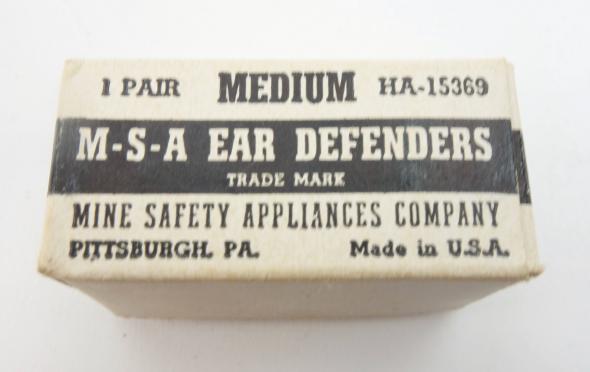 1 PAIR MEDIUM HA-15369
M-S-A EAR DEFENDERS
TRADE MARK
MINE SAFETY APPLIANCES COMPANY
PITTSBURGH, PA. Made in U.S.A.